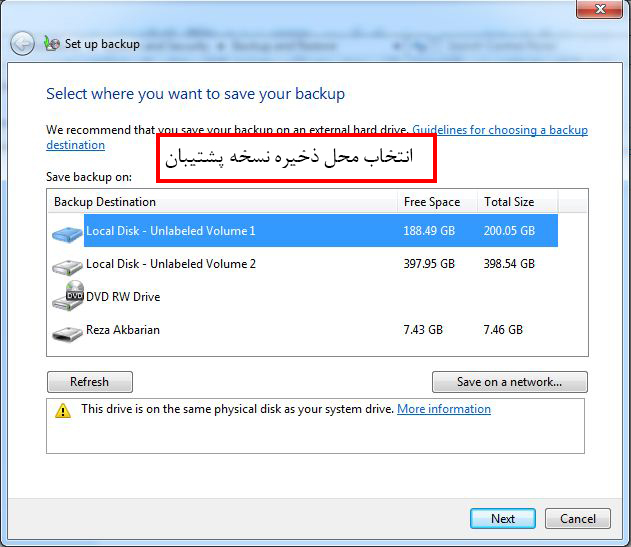 Set up backup
Select where you want to save your backup
We recommend that you save your backup on an external hard drive. Guidelines for choosing a backup
destination
انتخاب محل ذخیره نسخه پشتیبان
Save backup on:
Backup Destination Free Space Total Size
Local Disk - Unlabeled Volume 1 188.49 GB 200.05 GB
Local Disk - Unlabeled Volume 2 397.95 GB 398.54 GB
DVD
DVD RW Drive
Reza Akbarian 7.43 GB 7.46 GB
Refresh Save on a network...
This drive is on the same physical disk as your system drive. More information
Next Cancel